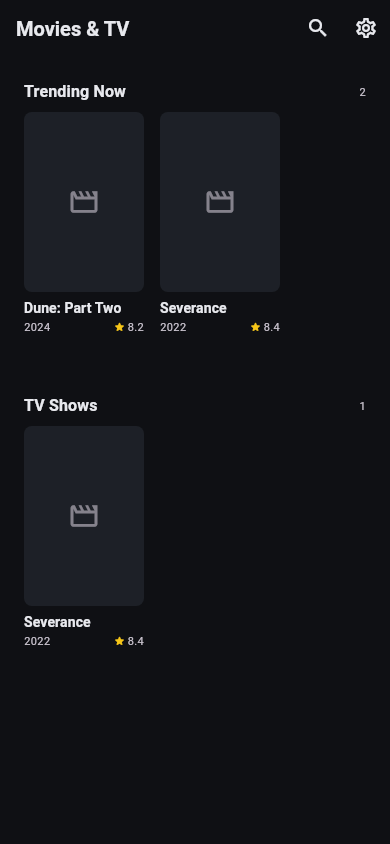 Movies & TV
Trending Now 2
Dune: Part Two Severance
2024 8.2 2022 8.4
TV Shows 1
Severance
2022 8.4